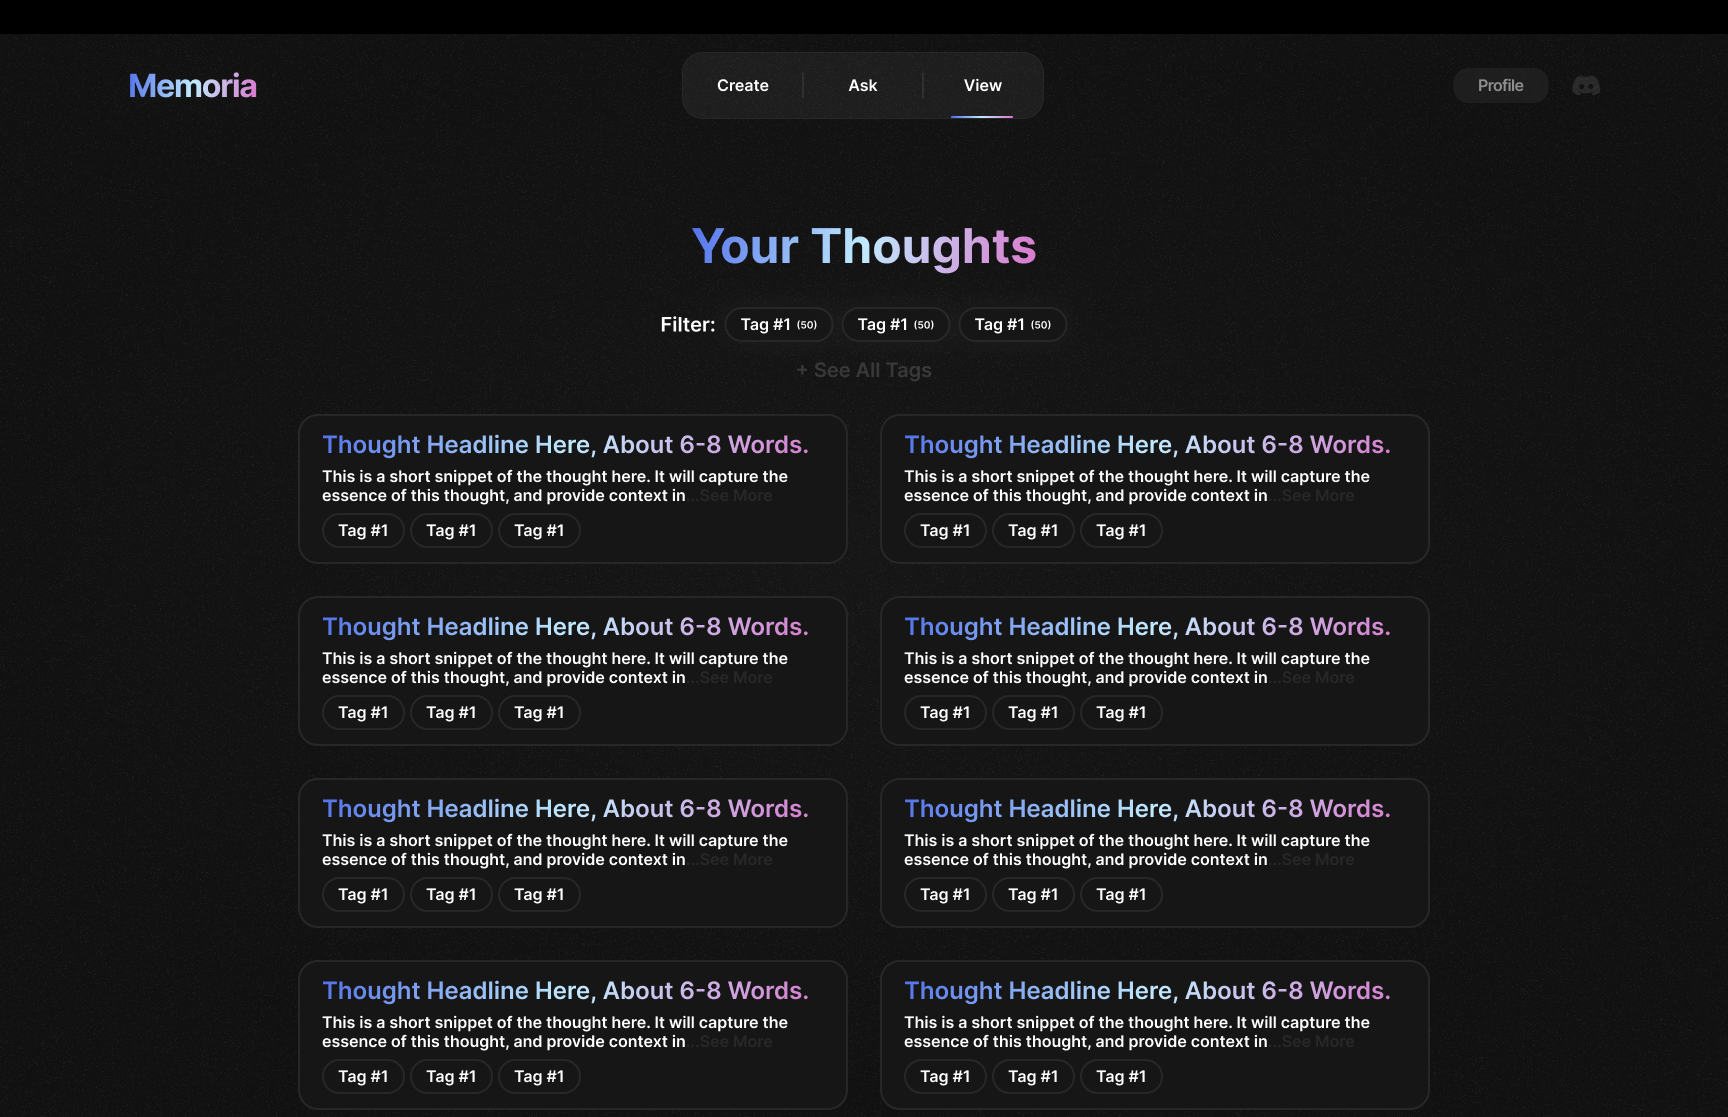 Memoria
Create Ask View
Profile
Your Thoughts
Filter: Tag #1 (50) Tag #1 (50) Tag #1 (50)
+ See All Tags
Thought Headline Here, About 6-8 Words.
This is a short snippet of the thought here. It will capture the
essence of this thought, and provide context in...See More
Tag #1 Tag #1 Tag #1
Thought Headline Here, About 6-8 Words.
This is a short snippet of the thought here. It will capture the
essence of this thought, and provide context in...See More
Tag #1 Tag #1 Tag #1
Thought Headline Here, About 6-8 Words.
This is a short snippet of the thought here. It will capture the
essence of this thought, and provide context in...See More
Tag #1 Tag #1 Tag #1
Thought Headline Here, About 6-8 Words.
This is a short snippet of the thought here. It will capture the
essence of this thought, and provide context in...See More
Tag #1 Tag #1 Tag #1
Thought Headline Here, About 6-8 Words.
This is a short snippet of the thought here. It will capture the
essence of this thought, and provide context in...See More
Tag #1 Tag #1 Tag #1
Thought Headline Here, About 6-8 Words.
This is a short snippet of the thought here. It will capture the
essence of this thought, and provide context in...See More
Tag #1 Tag #1 Tag #1
Thought Headline Here, About 6-8 Words.
This is a short snippet of the thought here. It will capture the
essence of this thought, and provide context in...See More
Tag #1 Tag #1 Tag #1
Thought Headline Here, About 6-8 Words.
This is a short snippet of the thought here. It will capture the
essence of this thought, and provide context in...See More
Tag #1 Tag #1 Tag #1